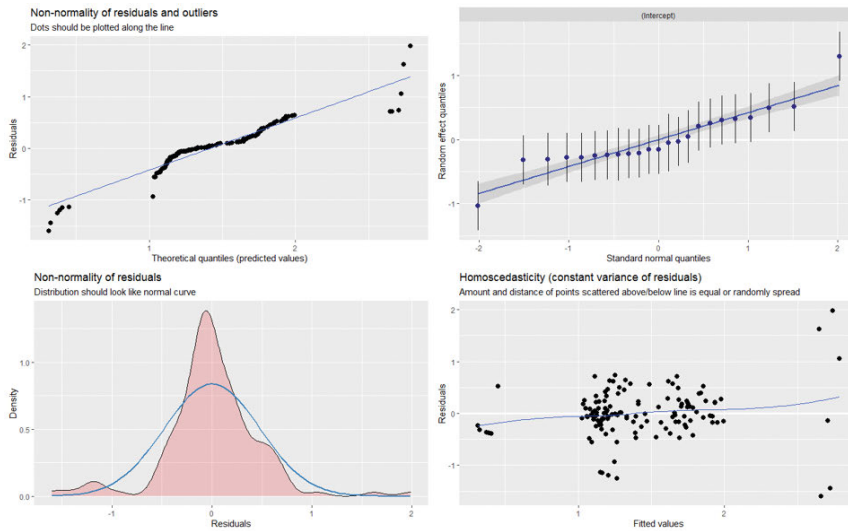 Non-normality of residuals and outliers
Dots should be plotted along the line
2
1
0
-1
Residuals
1
2
Theoretical quantiles (predicted values)
(Intercept)
1
0
-1
Random effect quantiles
-2
-1
0
1
2
Standard normal quantiles
Non-normality of residuals
Distribution should look like normal curve
1.0
0.5
0.0
Density
-1
0
1
2
Residuals
Homoscedasticity (constant variance of residuals)
Amount and distance of points scattered above/below line is equal or randomly spread
2
1
0
-1
Residuals
1
2
Fitted values